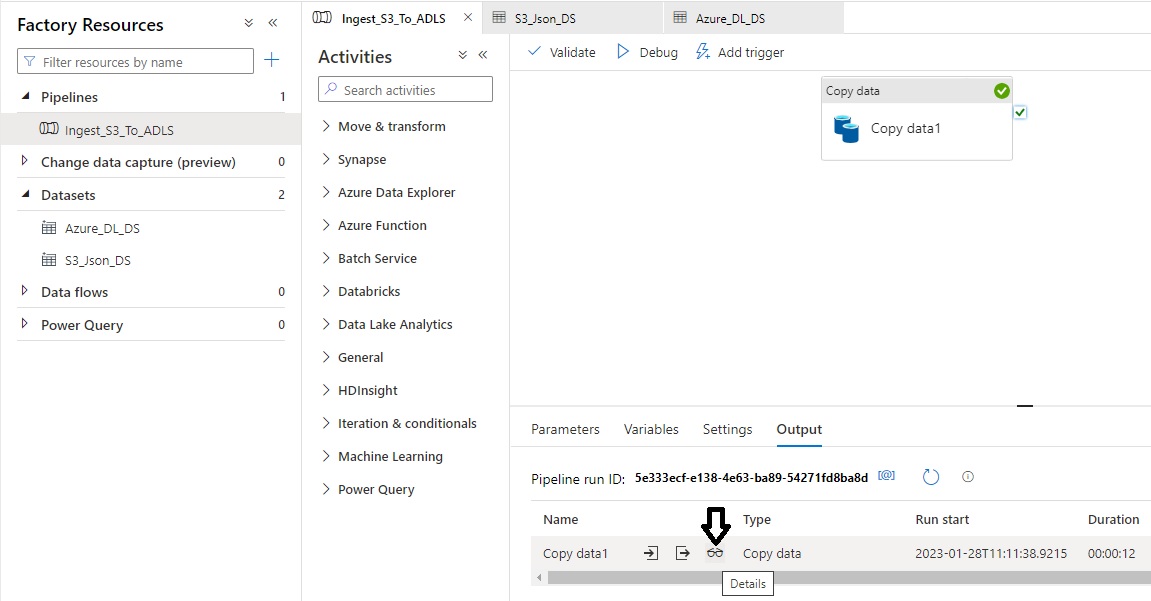 Factory Resources
Filter resources by name
Pipelines 1
Ingest_S3_To_ADLS
Change data capture (preview) 0
Datasets 2
Azure_DL_DS
S3_Json_DS
Data flows 0
Power Query 0
Ingest_S3_To_ADLS
S3_Json_DS
Azure_DL_DS
Activities
Search activities
Move & transform
Synapse
Azure Data Explorer
Azure Function
Batch Service
Databricks
Data Lake Analytics
General
HDInsight
Iteration & conditionals
Machine Learning
Power Query
Validate Debug Add trigger
Copy data
Copy data1
Parameters Variables Settings Output
Pipeline run ID: 5e333ecf-e138-4e63-ba89-54271fd8ba8d [@]
Name Type Run start Duration
Copy data1 Copy data 2023-01-28T11:11:38.9215 00:00:12
Details